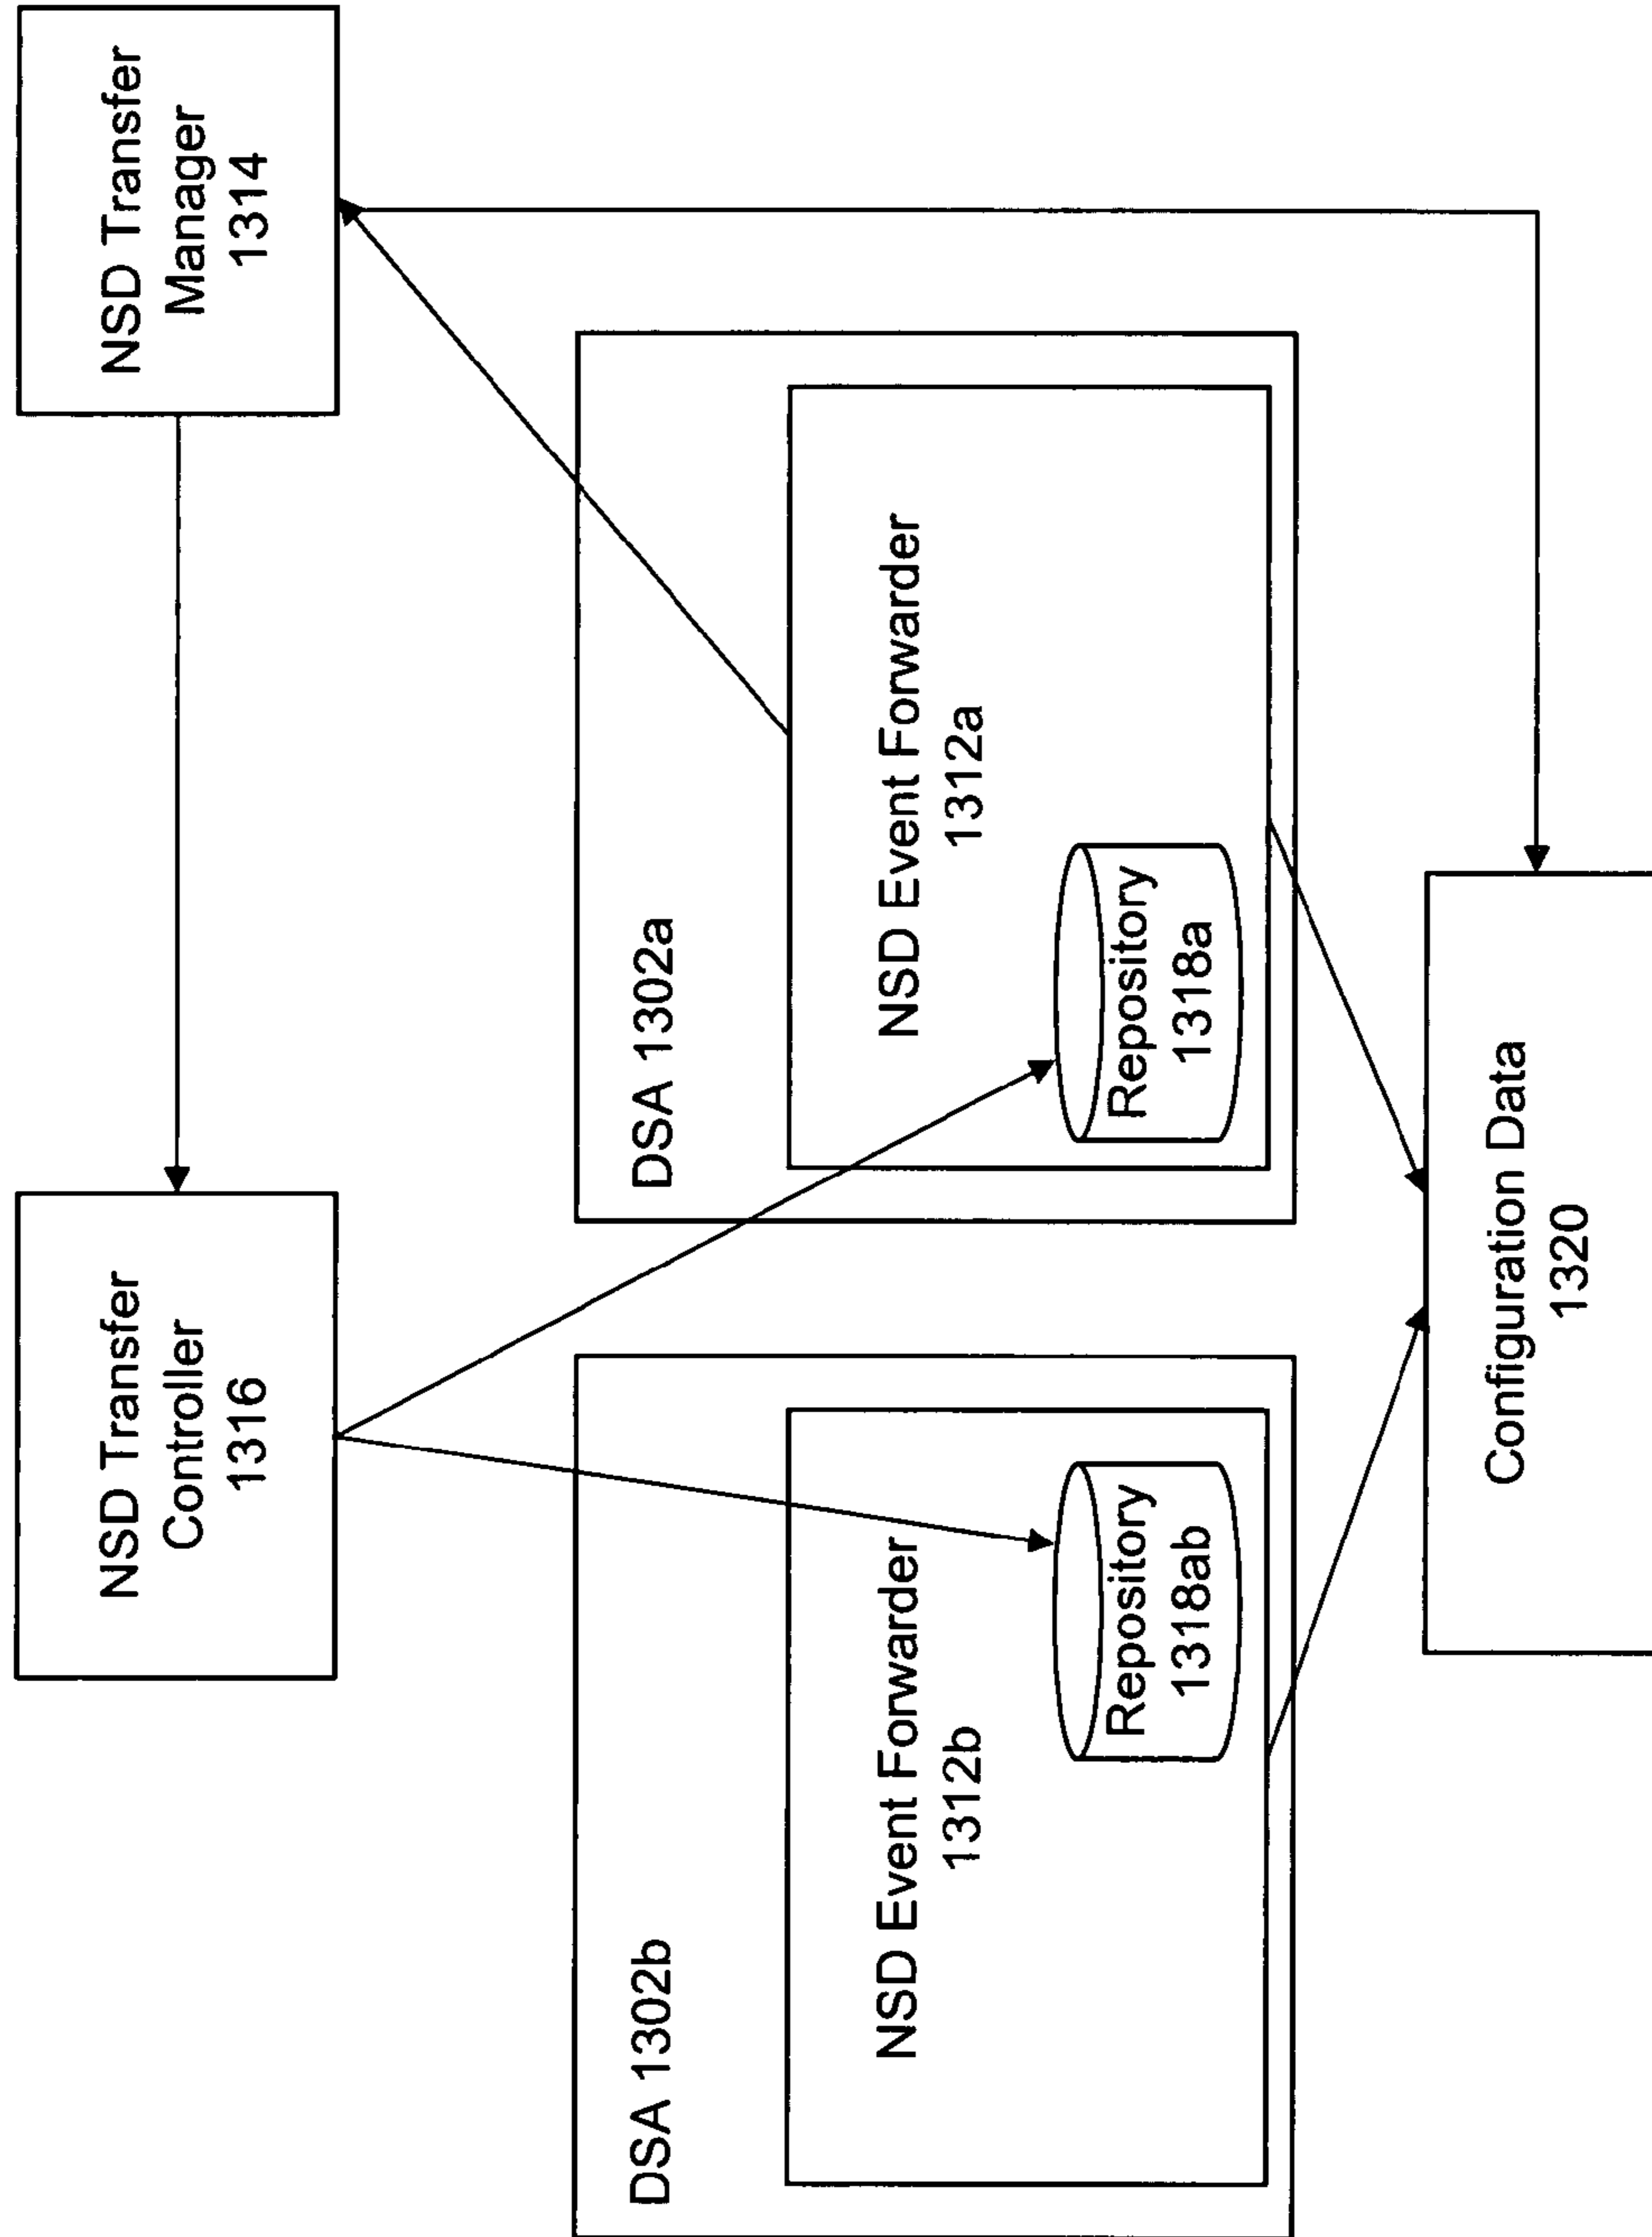 NSD Transfer
Controller
1316
NSD Transfer
Manager
1314
DSA 1302b
NSD Event Forwarder
1312b
Repository
1318ab
DSA 1302a
NSD Event Forwarder
1312a
Repository
1318a
Configuration Data
1320